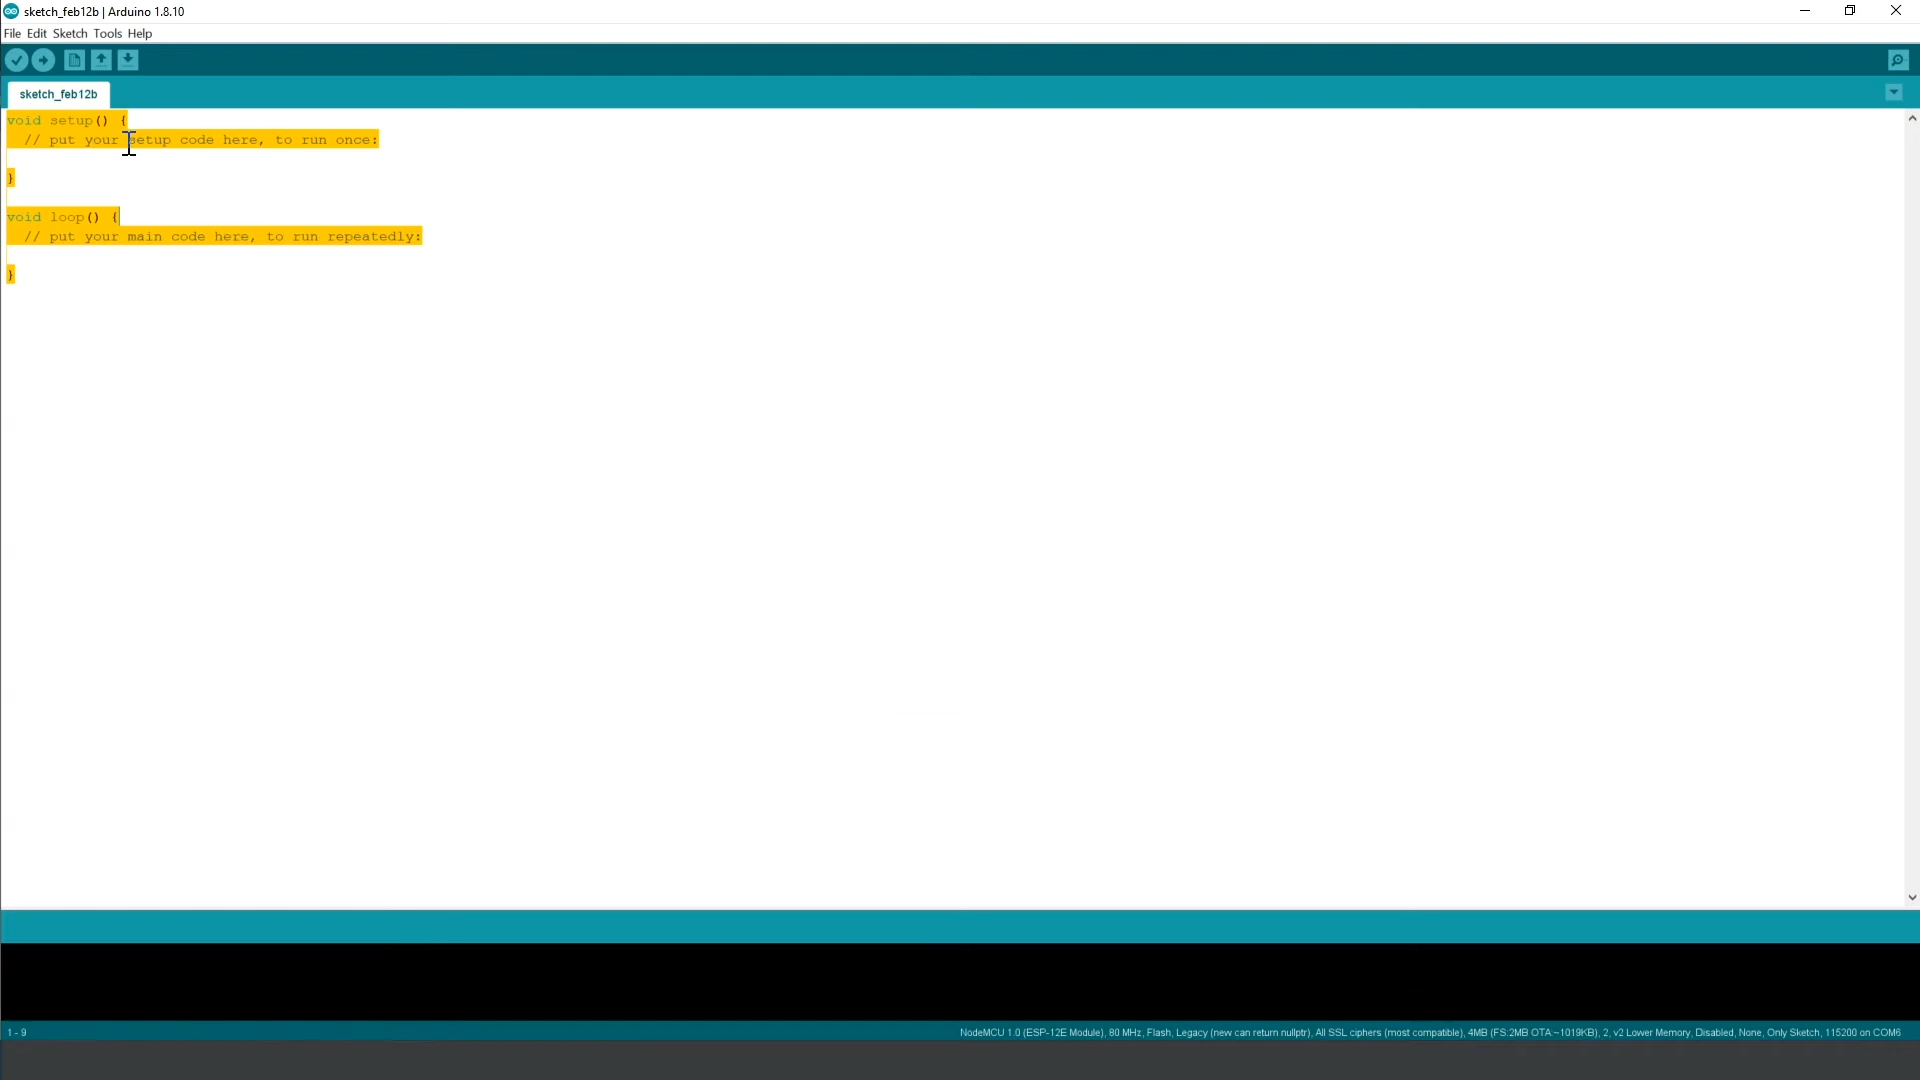 sketch_feb12b | Arduino 1.8.10
File Edit Sketch Tools Help
sketch_feb12b
void setup() {
  // put your setup code here, to run once:
}
void loop() {
  // put your main code here, to run repeatedly:
}
1 - 9
NodeMCU 1.0 (ESP-12E Module), 80 MHz, Flash, Legacy (new can return nullptr), All SSL ciphers (most compatible), 4MB (FS:2MB OTA:~1019KB), 2, v2 Lower Memory, Disabled, None, Only Sketch, 115200 on COM6